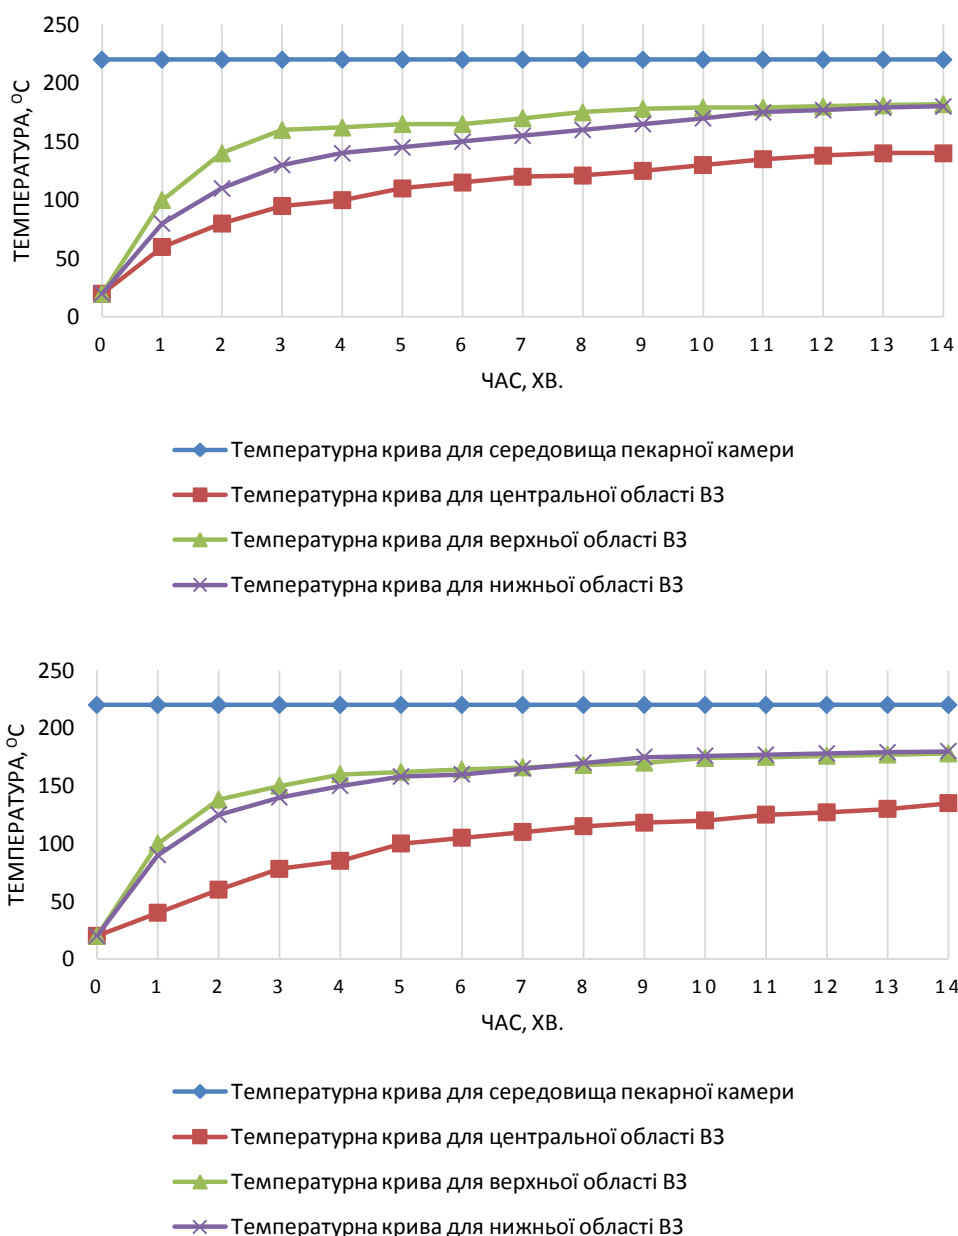 250
200
150
100
50
0
ТЕМПЕРАТУРА, ⁰С
0 1 2 3 4 5 6 7 8 9 10 11 12 13 14
ЧАС, ХВ.
Температурна крива для середовища пекарної камери
Температурна крива для центральної області ВЗ
Температурна крива для верхньої області ВЗ
Температурна крива для нижньої області ВЗ
250
200
150
100
50
0
ТЕМПЕРАТУРА, ⁰С
0 1 2 3 4 5 6 7 8 9 10 11 12 13 14
ЧАС, ХВ.
Температурна крива для середовища пекарної камери
Температурна крива для центральної області ВЗ
Температурна крива для верхньої області ВЗ
Температурна крива для нижньої області ВЗ